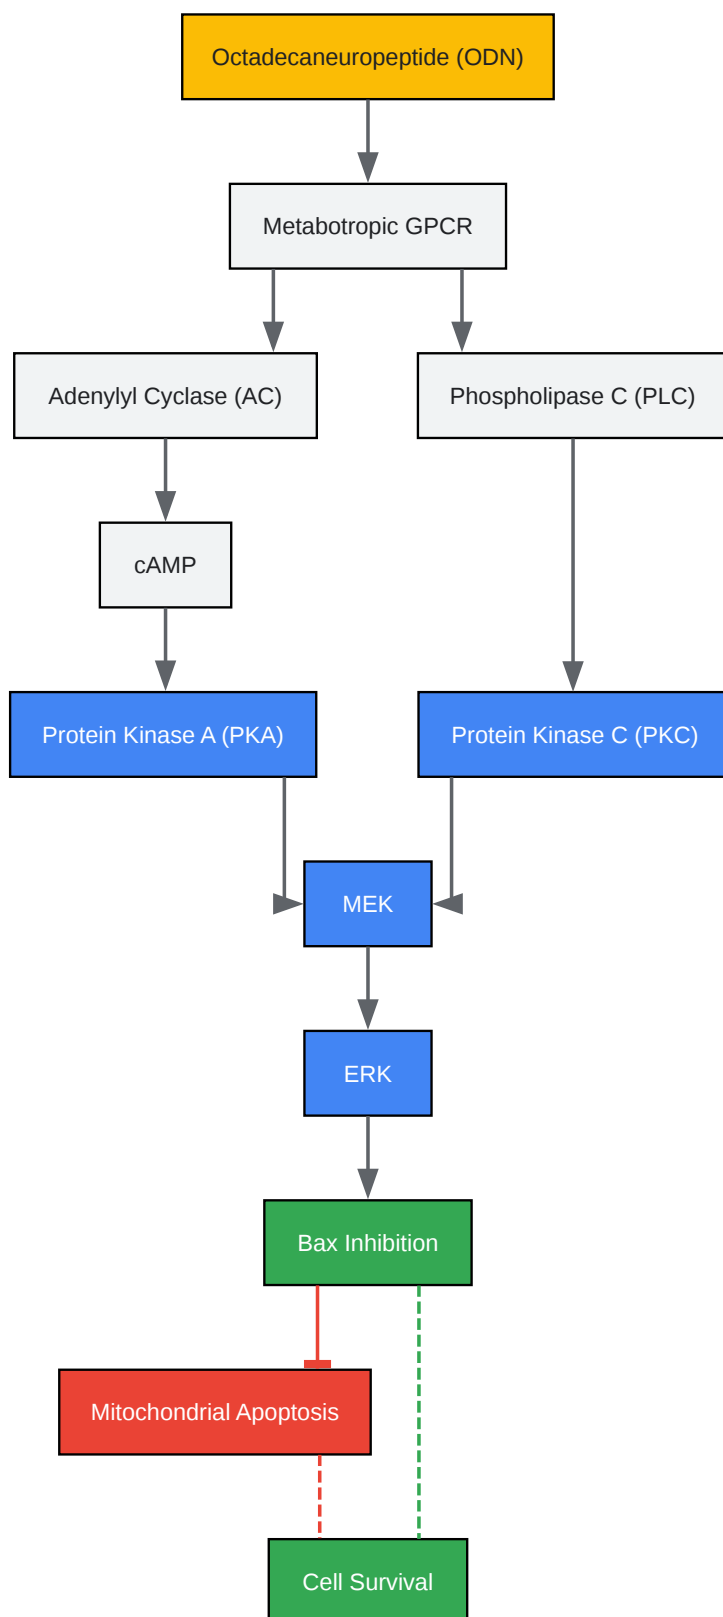 Octadecaneuropeptide (ODN)
Metabotropic GPCR
Adenylyl Cyclase (AC)
Phospholipase C (PLC)
cAMP
Protein Kinase A (PKA)
Protein Kinase C (PKC)
MEK
ERK
Bax Inhibition
Mitochondrial Apoptosis
Cell Survival